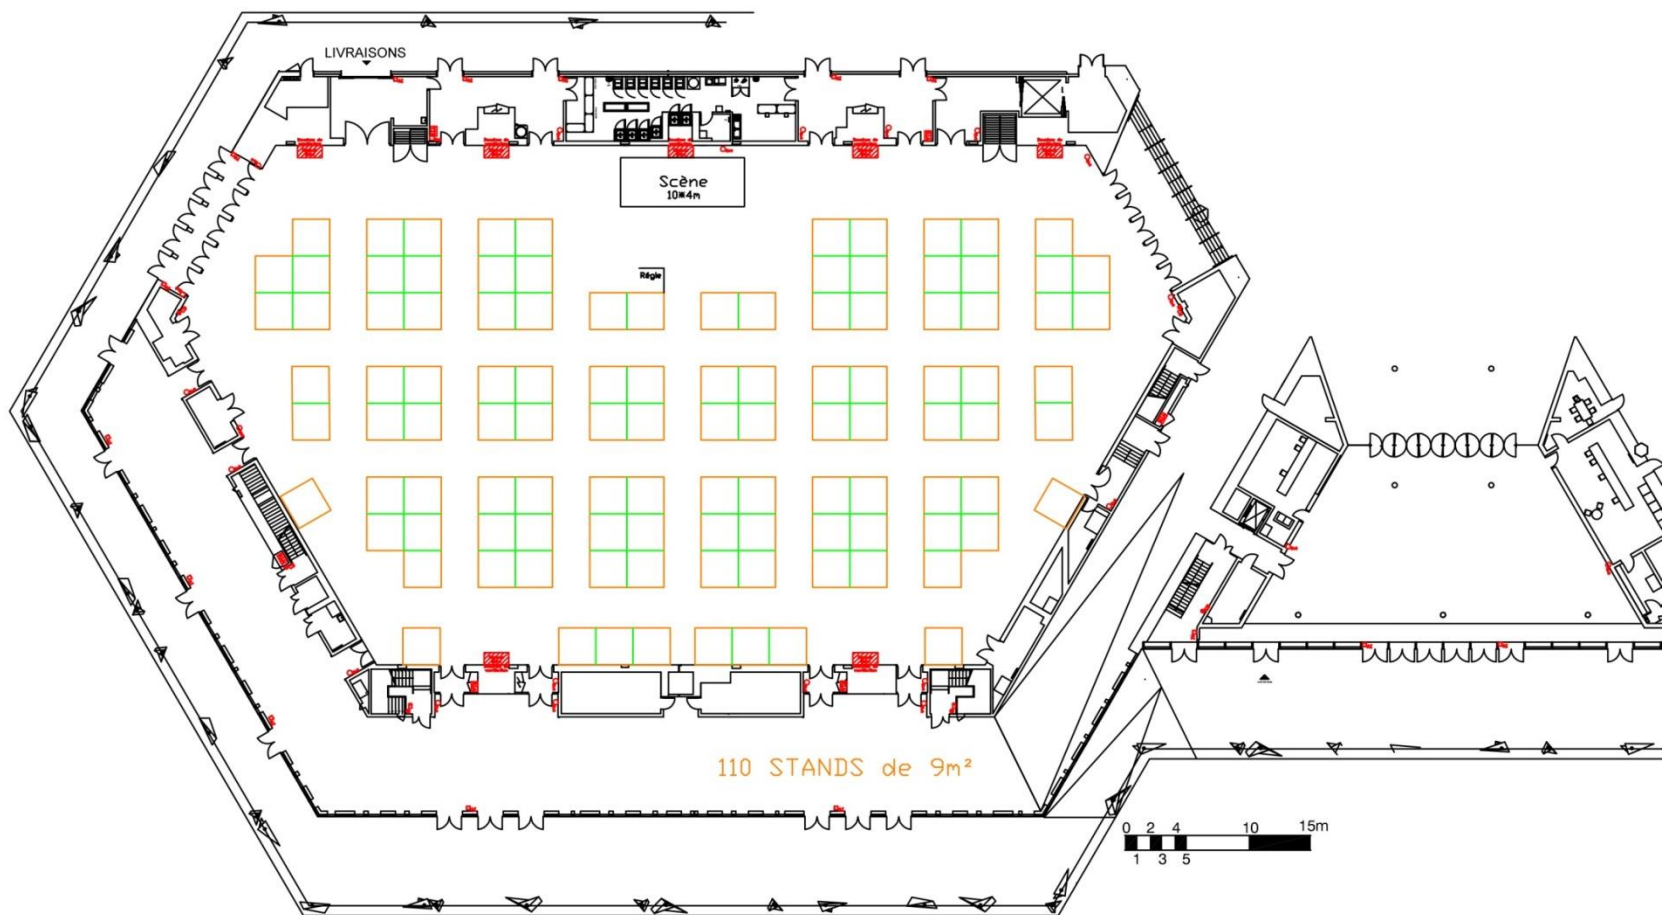 LIVRAISONS
Scène
10*4m
Régie
110 STANDS de 9m²
0 2 4 10 15m
1 3 5